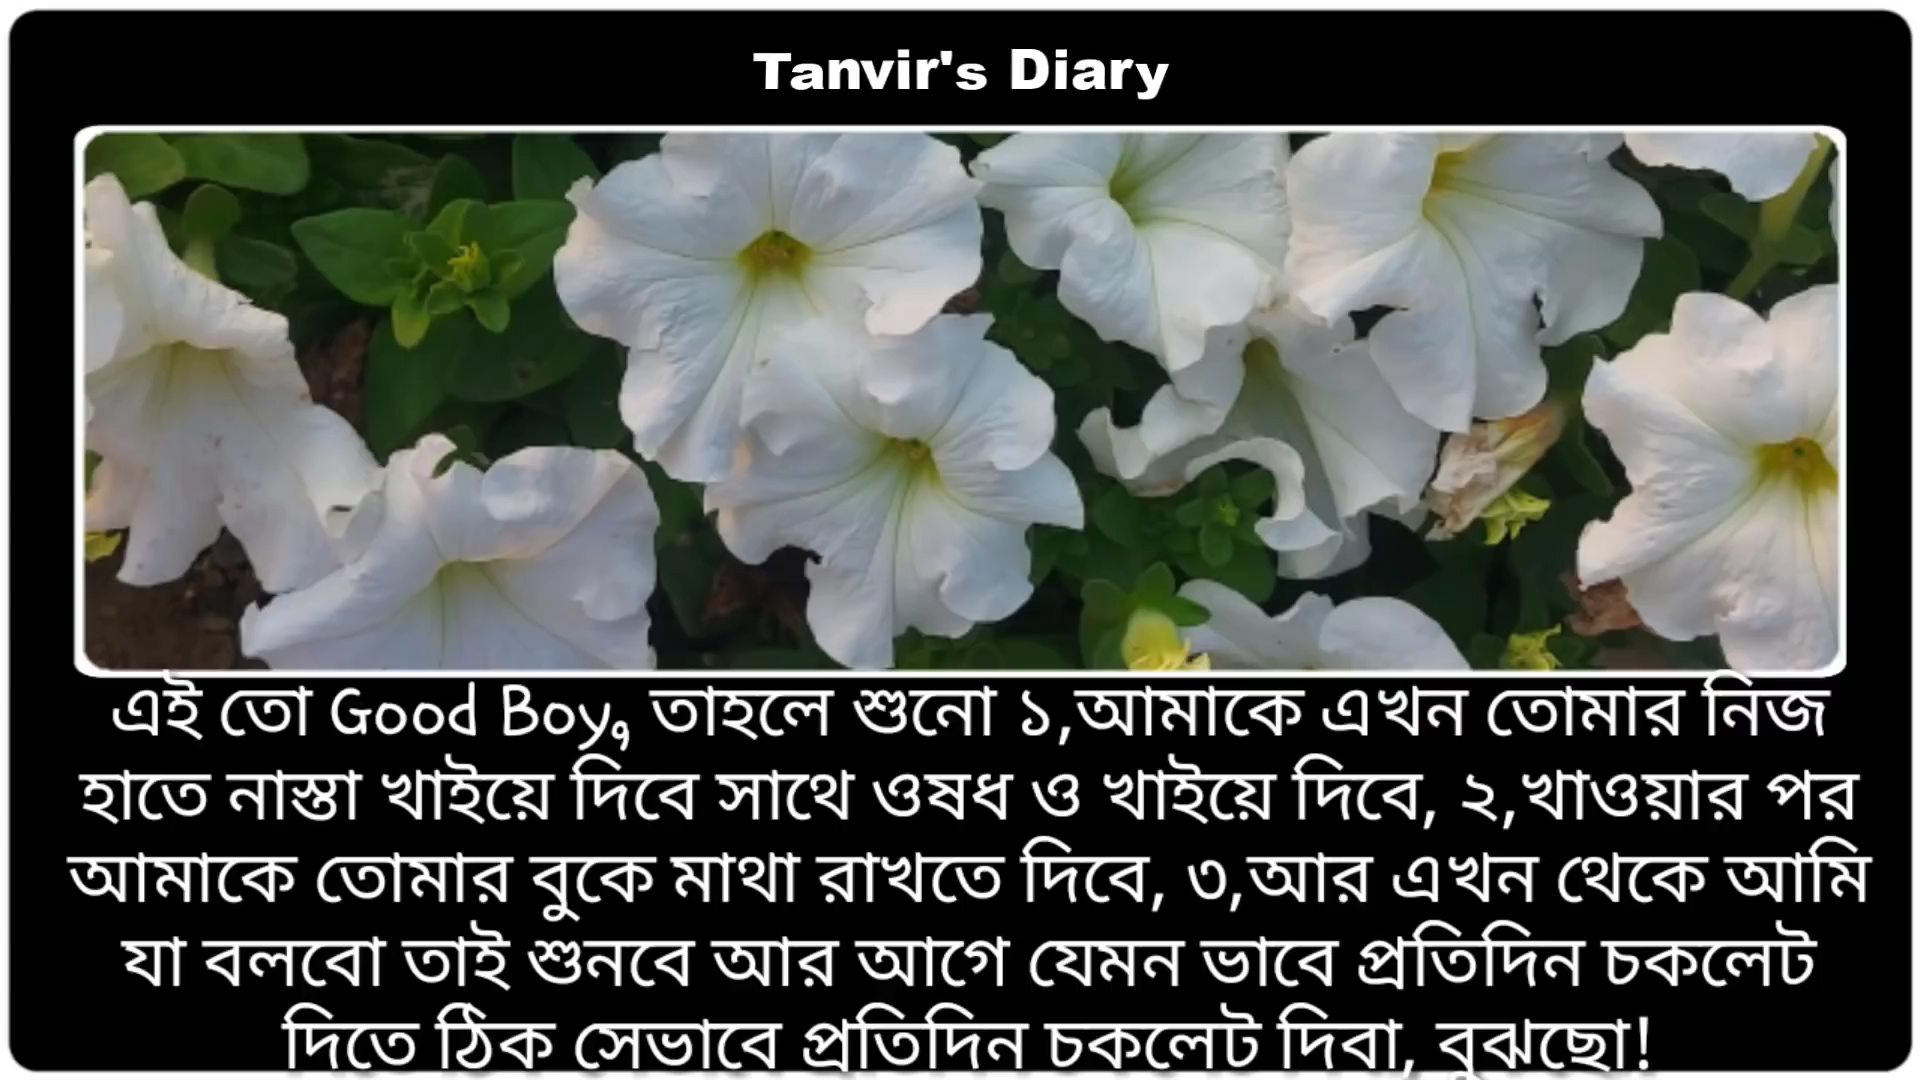 Tanvir's Diary
এই তো Good Boy, তাহলে শুনো ১,আমাকে এখন তোমার নিজ
হাতে নাস্তা খাইয়ে দিবে সাথে ওষধ ও খাইয়ে দিবে, ২,খাওয়ার পর
আমাকে তোমার বুকে মাথা রাখতে দিবে, ৩,আর এখন থেকে আমি
যা বলবো তাই শুনবে আর আগে যেমন ভাবে প্রতিদিন চকলেট
দিতে ঠিক সেভাবে প্রতিদিন চকলেট দিবা, বুঝছো!